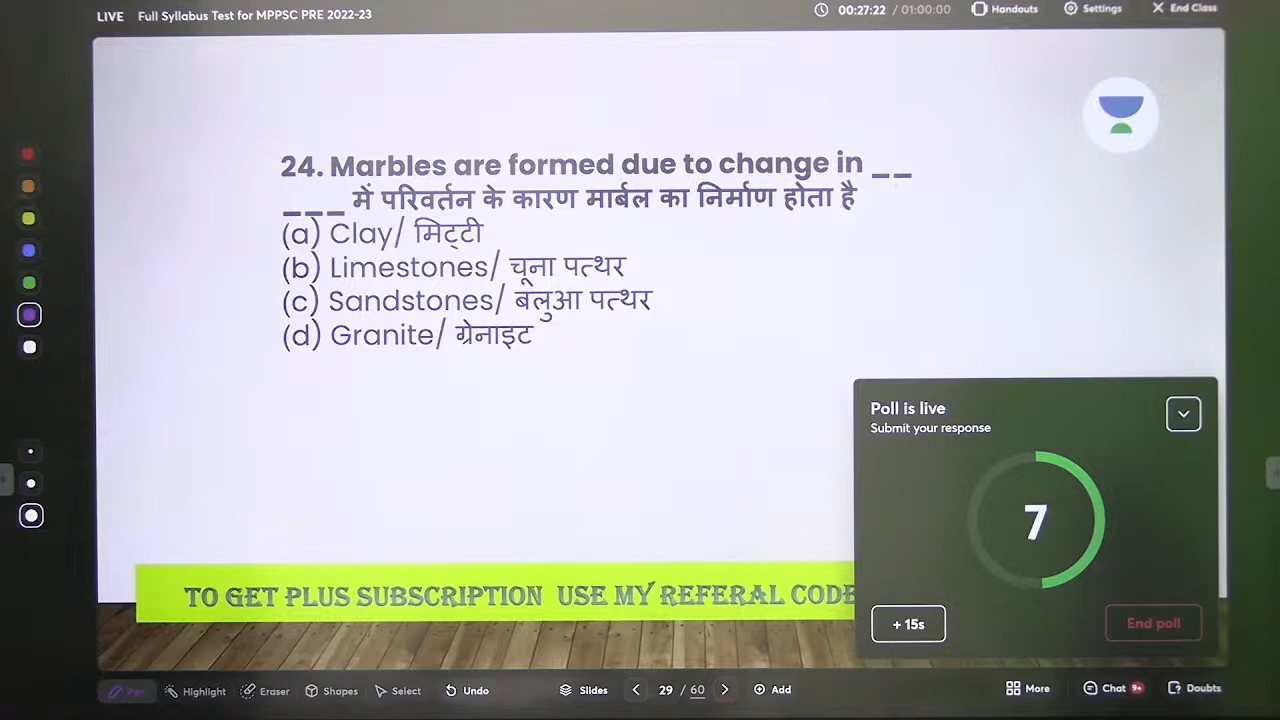 LIVE Full Syllabus Test for MPPSC PRE 2022-23
00:27:22 / 01:00:00 Handouts Settings End Class
24. Marbles are formed due to change in __
___ में परिवर्तन के कारण मार्बल का निर्माण होता है
(a) Clay/ मिट्टी
(b) Limestones/ चूना पत्थर
(c) Sandstones/ बलुआ पत्थर
(d) Granite/ ग्रेनाइट
Poll is live
Submit your response
7
+ 15s End poll
TO GET PLUS SUBSCRIPTION USE MY REFERAL CODE
Pen Highlight Eraser Shapes Select Undo Slides 29 / 60 Add More Chat 9+ Doubts